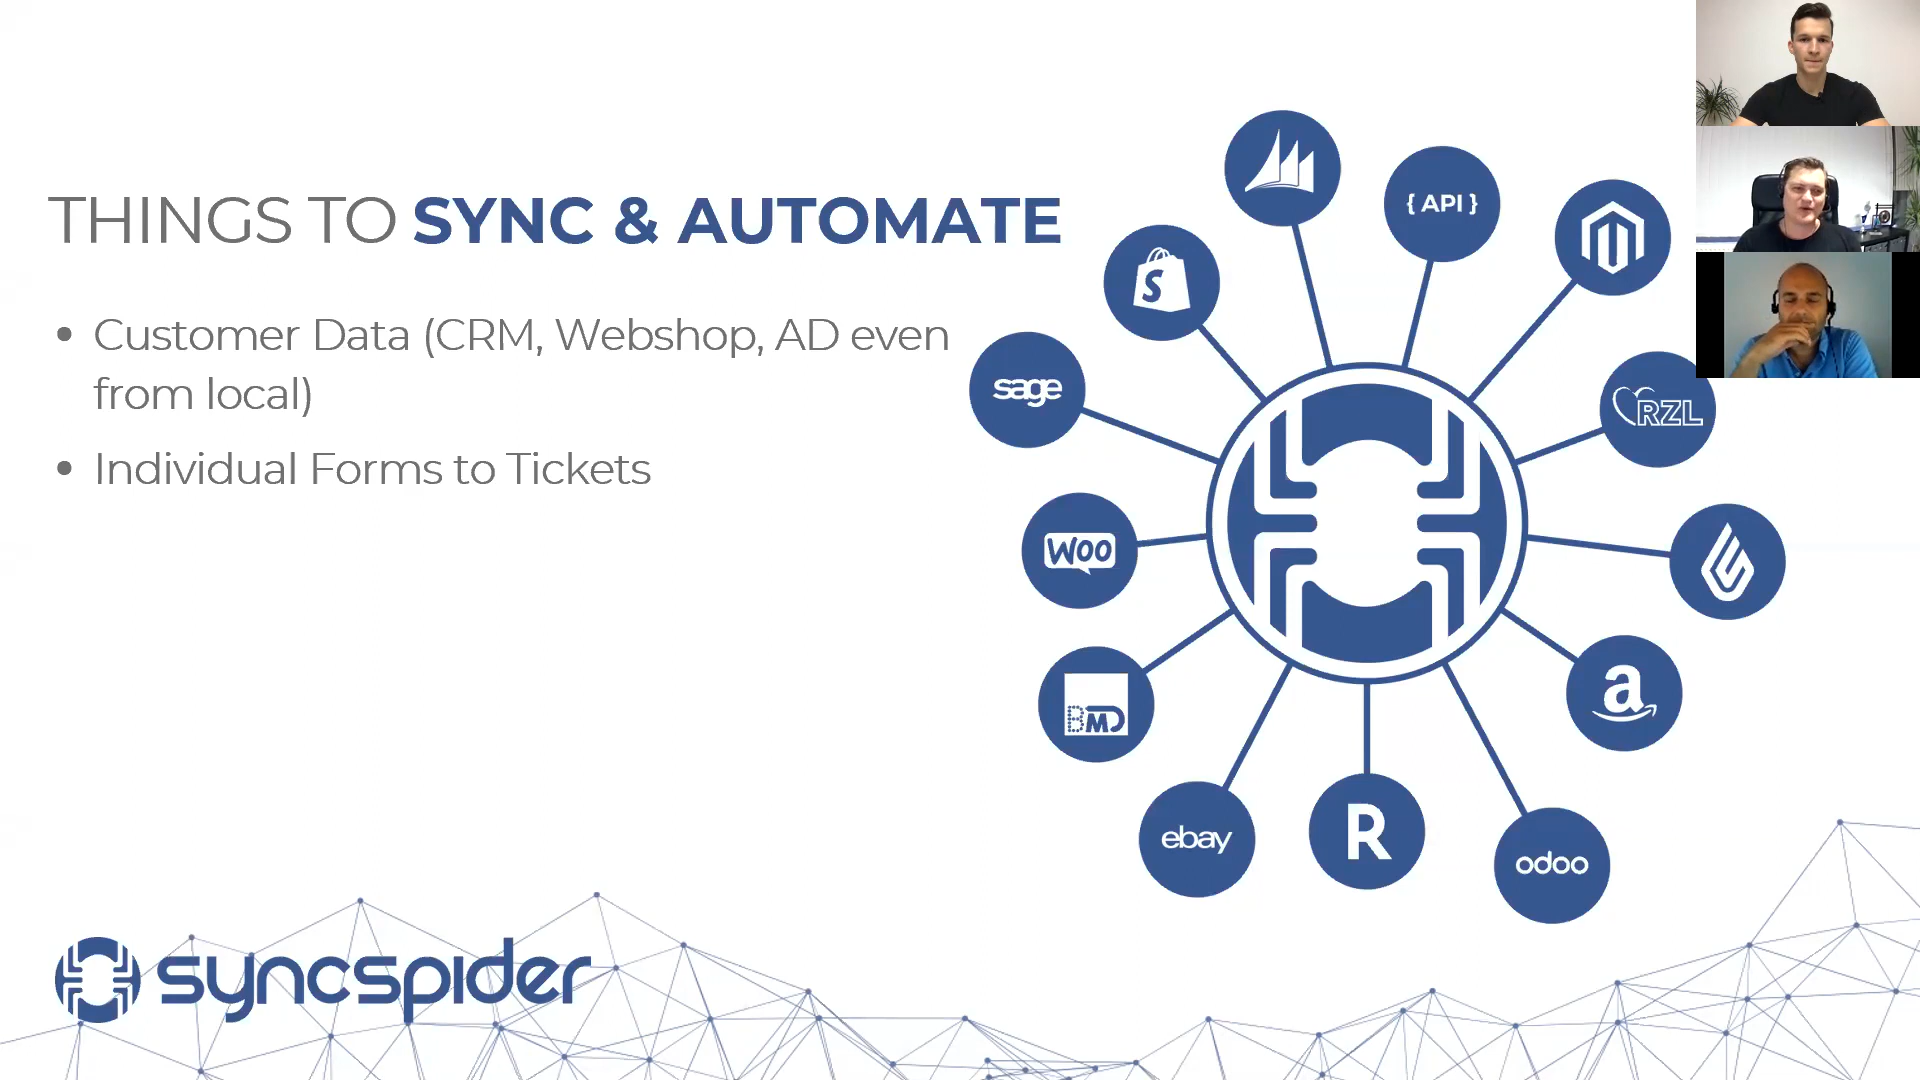 THINGS TO SYNC & AUTOMATE
• Customer Data (CRM, Webshop, AD even
from local)
• Individual Forms to Tickets
{ API }
S
sage
RZL
WOO
BMD
a
ebay
R
odoo
syncspider